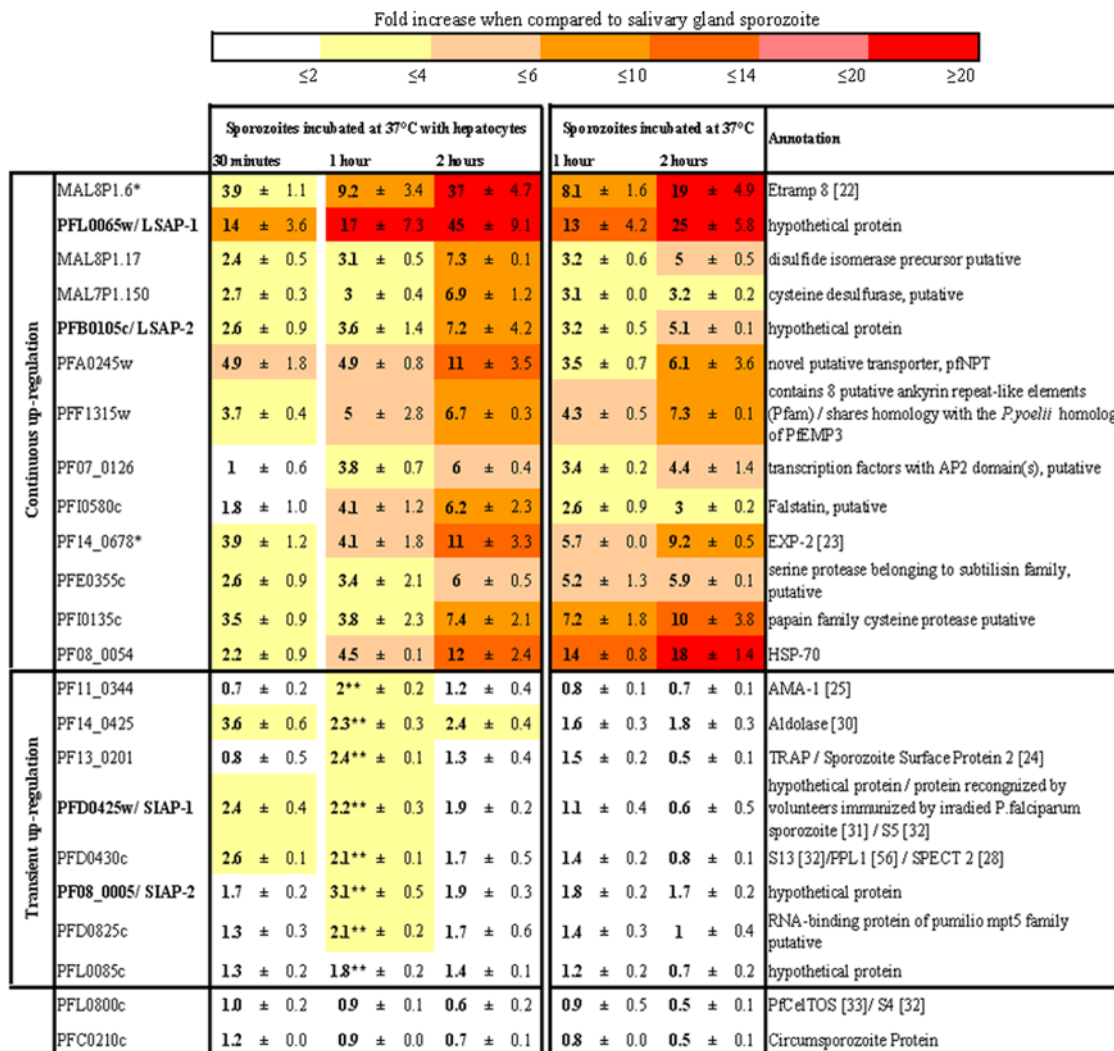 Fold increase when compared to salivary gland sporozoite
≤2 ≤4 ≤6 ≤10 ≤14 ≤20 ≥20
Sporozoites incubated at 37°C with hepatocytes Sporozoites incubated at 37°C Annotation
30 minutes 1 hour 2 hours 1 hour 2 hours
Continuous up-regulation
MAL8P1.6* 3.9 ± 1.1 9.2 ± 3.4 37 ± 4.7 8.1 ± 1.6 19 ± 4.9 Etramp 8 [22]
PFL0065w/ LSAP-1 14 ± 3.6 17 ± 7.3 45 ± 9.1 13 ± 4.2 25 ± 5.8 hypothetical protein
MAL8P1.17 2.4 ± 0.5 3.1 ± 0.5 7.3 ± 0.1 3.2 ± 0.6 5 ± 0.5 disulfide isomerase precursor putative
MAL7P1.150 2.7 ± 0.3 3 ± 0.4 6.9 ± 1.2 3.1 ± 0.0 3.2 ± 0.2 cysteine desulfurase, putative
PFB0105c/ LSAP-2 2.6 ± 0.9 3.6 ± 1.4 7.2 ± 4.2 3.2 ± 0.5 5.1 ± 0.1 hypothetical protein
PFA0245w 4.9 ± 1.8 4.9 ± 0.8 11 ± 3.5 3.5 ± 0.7 6.1 ± 3.6 novel putative transporter, pfNPT
PFF1315w 3.7 ± 0.4 5 ± 2.8 6.7 ± 0.3 4.3 ± 0.5 7.3 ± 0.1 contains 8 putative ankyrin repeat-like elements
(Pfam) / shares homology with the P.yoelii homolog
of PfEMP3
PF07_0126 1 ± 0.6 3.8 ± 0.7 6 ± 0.4 3.4 ± 0.2 4.4 ± 1.4 transcription factors with AP2 domain(s), putative
PFI0580c 1.8 ± 1.0 4.1 ± 1.2 6.2 ± 2.3 2.6 ± 0.9 3 ± 0.2 Falstatin, putative
PF14_0678* 3.9 ± 1.2 4.1 ± 1.8 11 ± 3.3 5.7 ± 0.0 9.2 ± 0.5 EXP-2 [23]
PFE0355c 2.6 ± 0.9 3.4 ± 2.1 6 ± 0.5 5.2 ± 1.3 5.9 ± 0.1 serine protease belonging to subtilisin family,
putative
PFI0135c 3.5 ± 0.9 3.8 ± 2.3 7.4 ± 2.1 7.2 ± 1.8 10 ± 3.8 papain family cysteine protease putative
PF08_0054 2.2 ± 0.9 4.5 ± 0.1 12 ± 2.4 14 ± 0.8 18 ± 1.4 HSP-70
Transient up-regulation
PF11_0344 0.7 ± 0.2 2** ± 0.2 1.2 ± 0.4 0.8 ± 0.1 0.7 ± 0.1 AMA-1 [25]
PF14_0425 3.6 ± 0.6 2.3** ± 0.3 2.4 ± 0.4 1.6 ± 0.3 1.8 ± 0.3 Aldolase [30]
PF13_0201 0.8 ± 0.5 2.4** ± 0.1 1.3 ± 0.4 1.5 ± 0.2 0.5 ± 0.1 TRAP / Sporozoite Surface Protein 2 [24]
PFD0425w/ SIAP-1 2.4 ± 0.4 2.2** ± 0.3 1.9 ± 0.2 1.1 ± 0.4 0.6 ± 0.5 hypothetical protein / protein recongnized by
volunteers immunized by irradied P.falciparum
sporozoite [31] / S5 [32]
PFD0430c 2.6 ± 0.1 2.1** ± 0.1 1.7 ± 0.5 1.4 ± 0.2 0.8 ± 0.1 S13 [32]/PPL1 [56] / SPECT 2 [28]
PF08_0005/ SIAP-2 1.7 ± 0.2 3.1** ± 0.5 1.9 ± 0.3 1.8 ± 0.2 1.7 ± 0.2 hypothetical protein
PFD0825c 1.3 ± 0.3 2.1** ± 0.2 1.7 ± 0.6 1.4 ± 0.3 1 ± 0.4 RNA-binding protein of pumilio mpt5 family
putative
PFL0085c 1.3 ± 0.2 1.8** ± 0.2 1.4 ± 0.1 1.2 ± 0.2 0.7 ± 0.2 hypothetical protein
PFL0800c 1.0 ± 0.2 0.9 ± 0.1 0.6 ± 0.2 0.9 ± 0.5 0.5 ± 0.1 PfCelTOS [33]/ S4 [32]
PFC0210c 1.2 ± 0.0 0.9 ± 0.0 0.7 ± 0.1 0.8 ± 0.0 0.5 ± 0.1 Circumsporozoite Protein